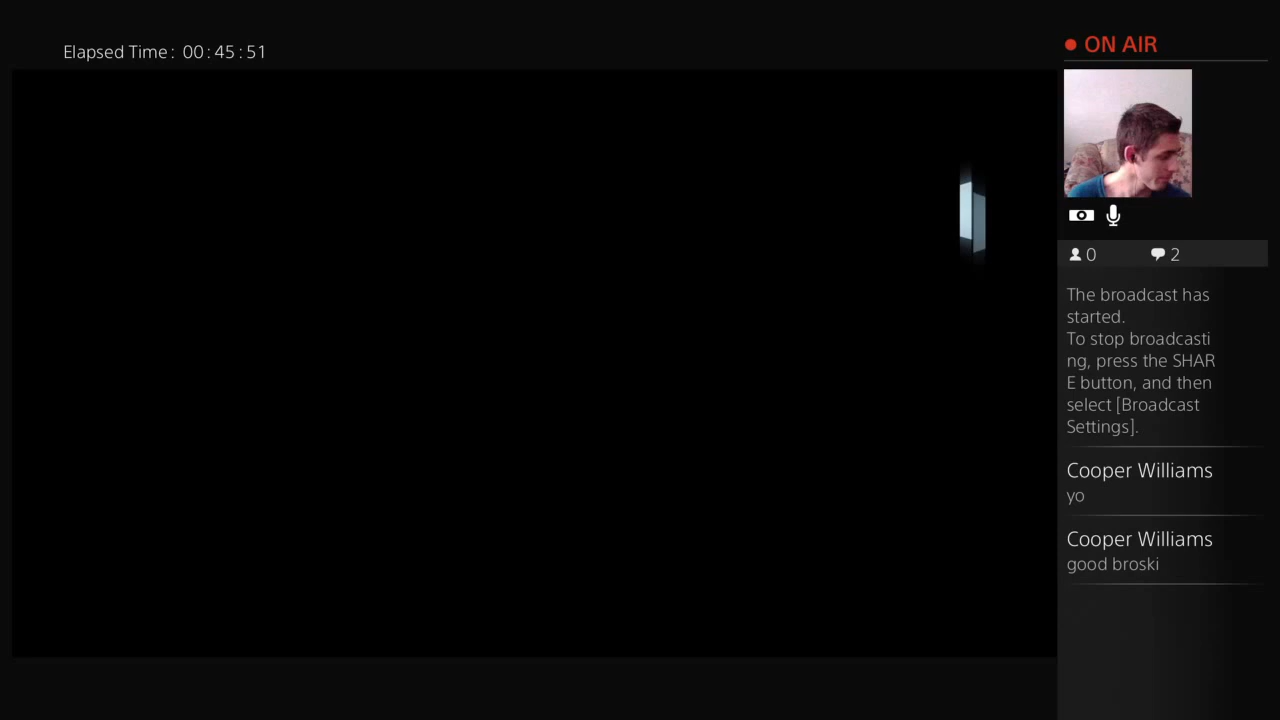 Elapsed Time: 00:45:51
ON AIR
0 2
The broadcast has
started.
To stop broadcasti
ng, press the SHAR
E button, and then
select [Broadcast
Settings].
Cooper Williams
yo
Cooper Williams
good broski